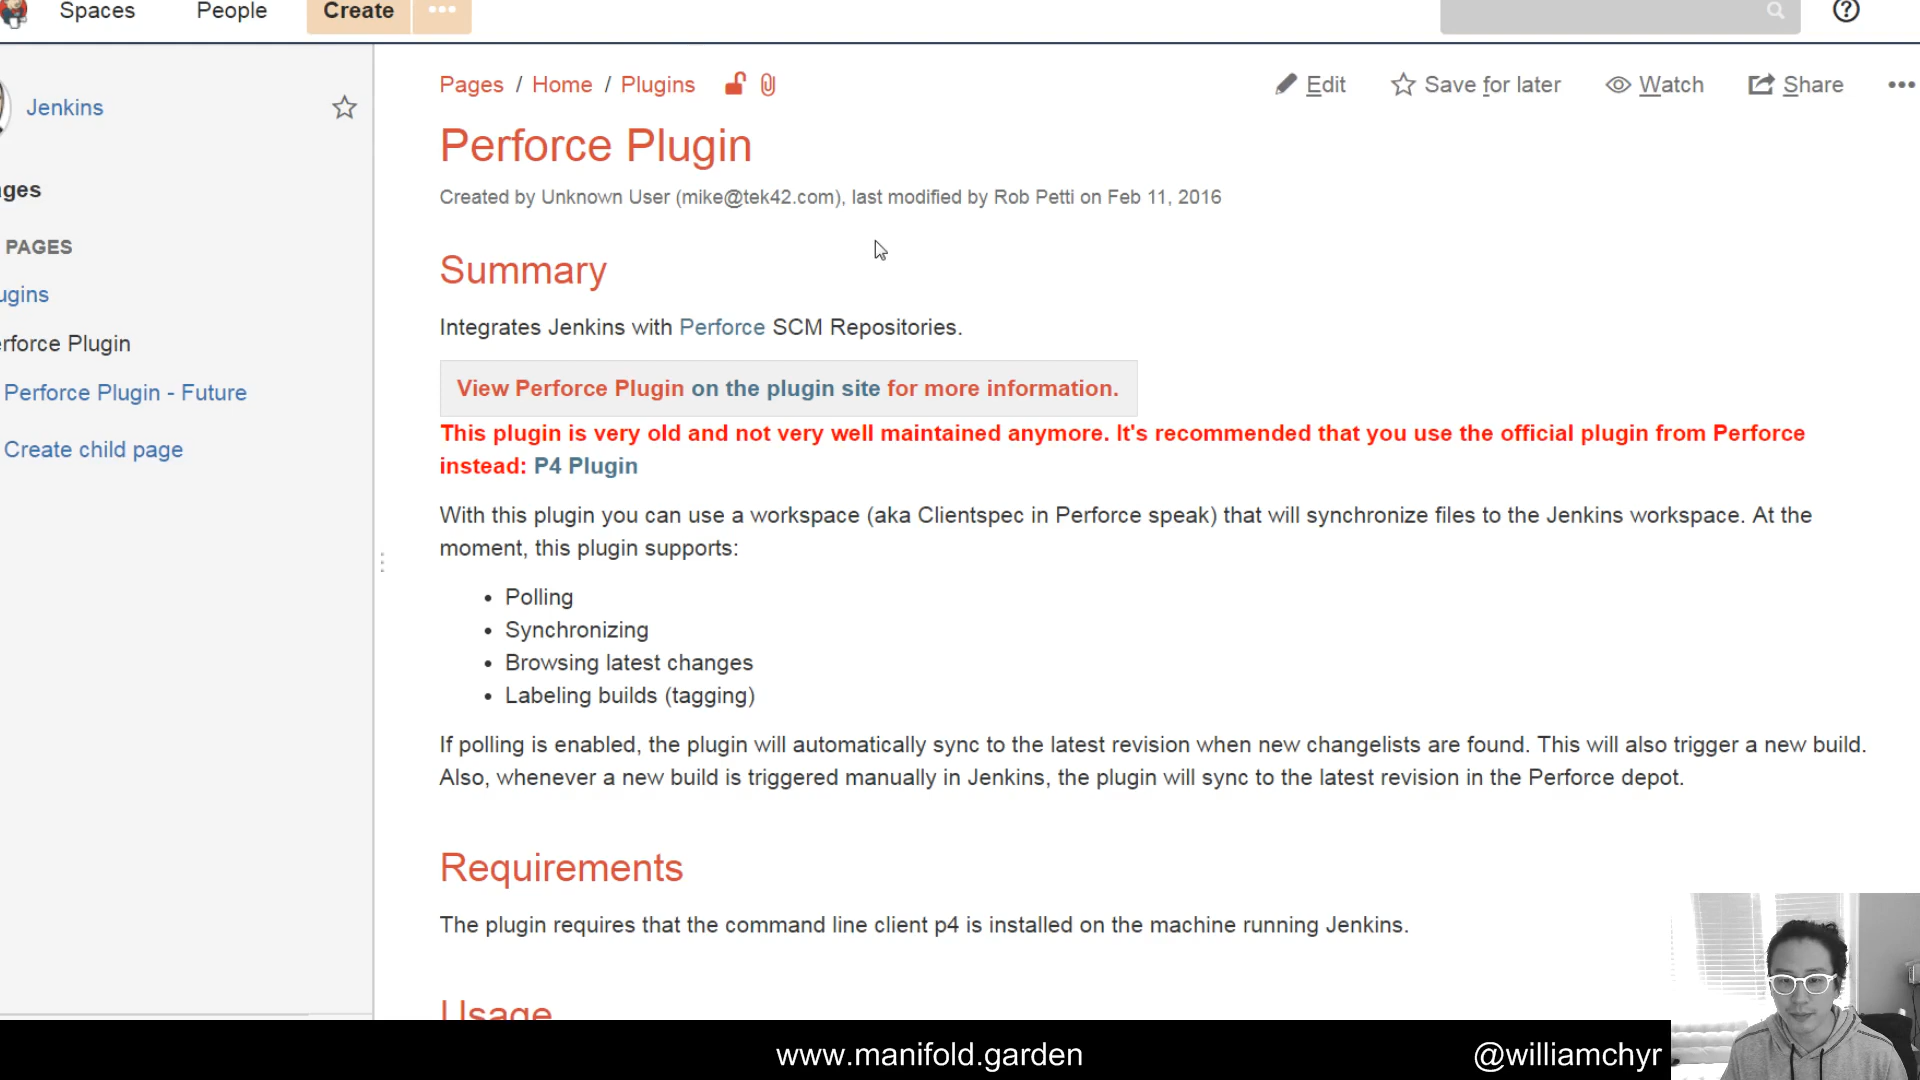 Spaces People Create •••
Jenkins
ges
PAGES
ugins
erforce Plugin
Perforce Plugin - Future
Create child page
Pages / Home / Plugins
Edit Save for later Watch Share •••
Perforce Plugin
Created by Unknown User (mike@tek42.com), last modified by Rob Petti on Feb 11, 2016
Summary
Integrates Jenkins with Perforce SCM Repositories.
View Perforce Plugin on the plugin site for more information.
This plugin is very old and not very well maintained anymore. It's recommended that you use the official plugin from Perforce
instead: P4 Plugin
With this plugin you can use a workspace (aka Clientspec in Perforce speak) that will synchronize files to the Jenkins workspace. At the
moment, this plugin supports:
• Polling
• Synchronizing
• Browsing latest changes
• Labeling builds (tagging)
If polling is enabled, the plugin will automatically sync to the latest revision when new changelists are found. This will also trigger a new build.
Also, whenever a new build is triggered manually in Jenkins, the plugin will sync to the latest revision in the Perforce depot.
Requirements
The plugin requires that the command line client p4 is installed on the machine running Jenkins.
Usage
www.manifold.garden
@williamchyr